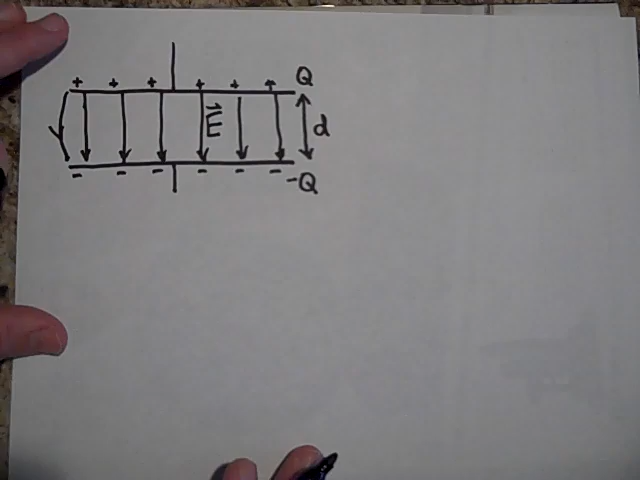 + + + + + + Q
E d
- - - - - - -Q